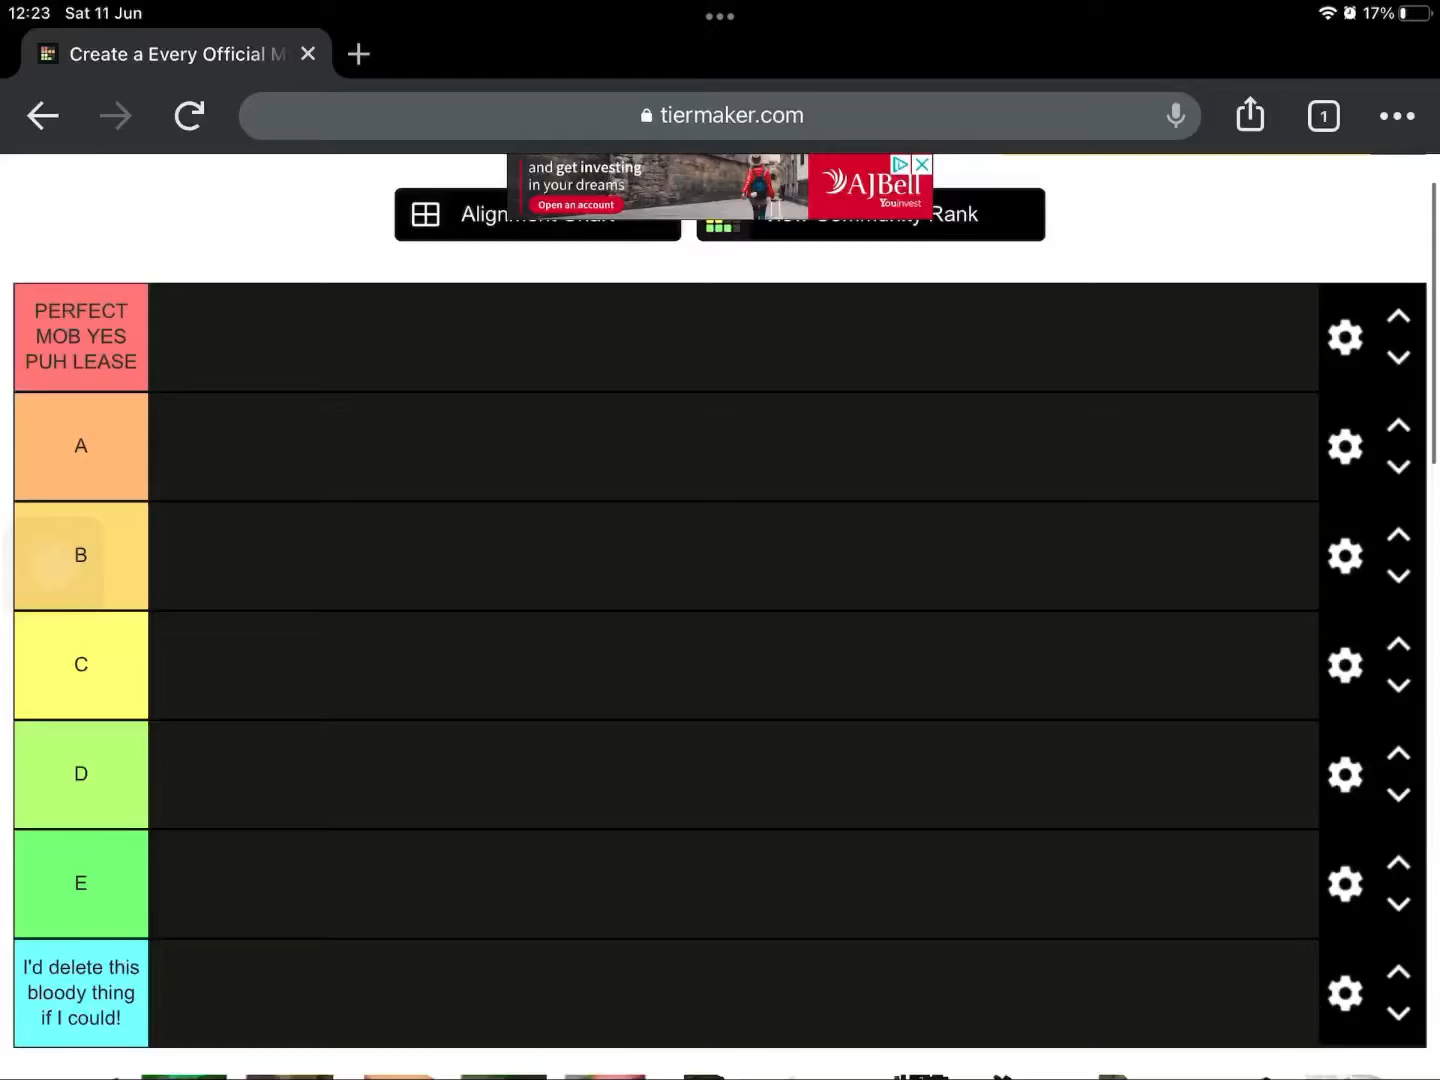 12:23 Sat 11 Jun
17%
Create a Every Official M
tiermaker.com
1
and get investing
in your dreams
Open an account
AJBell
Youinvest
Rank
PERFECT
MOB YES
PUH LEASE
A
B
C
D
E
I'd delete this
bloody thing
if I could!